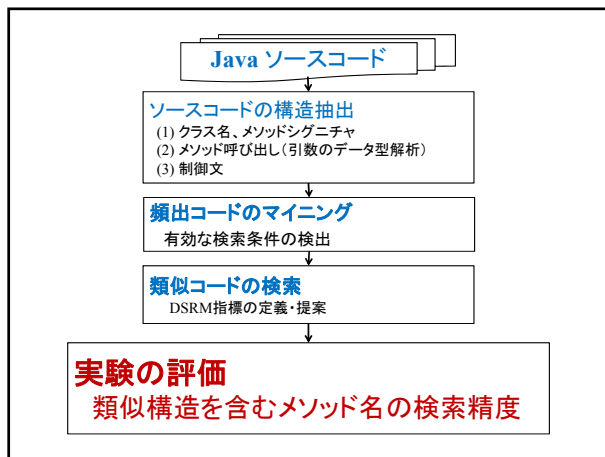 Java ソースコード
ソースコードの構造抽出
(1) クラス名、メソッドシグニチャ
(2) メソッド呼び出し(引数のデータ型解析)
(3) 制御文
頻出コードのマイニング
有効な検索条件の検出
類似コードの検索
DSRM指標の定義・提案
実験の評価
類似構造を含むメソッド名の検索精度